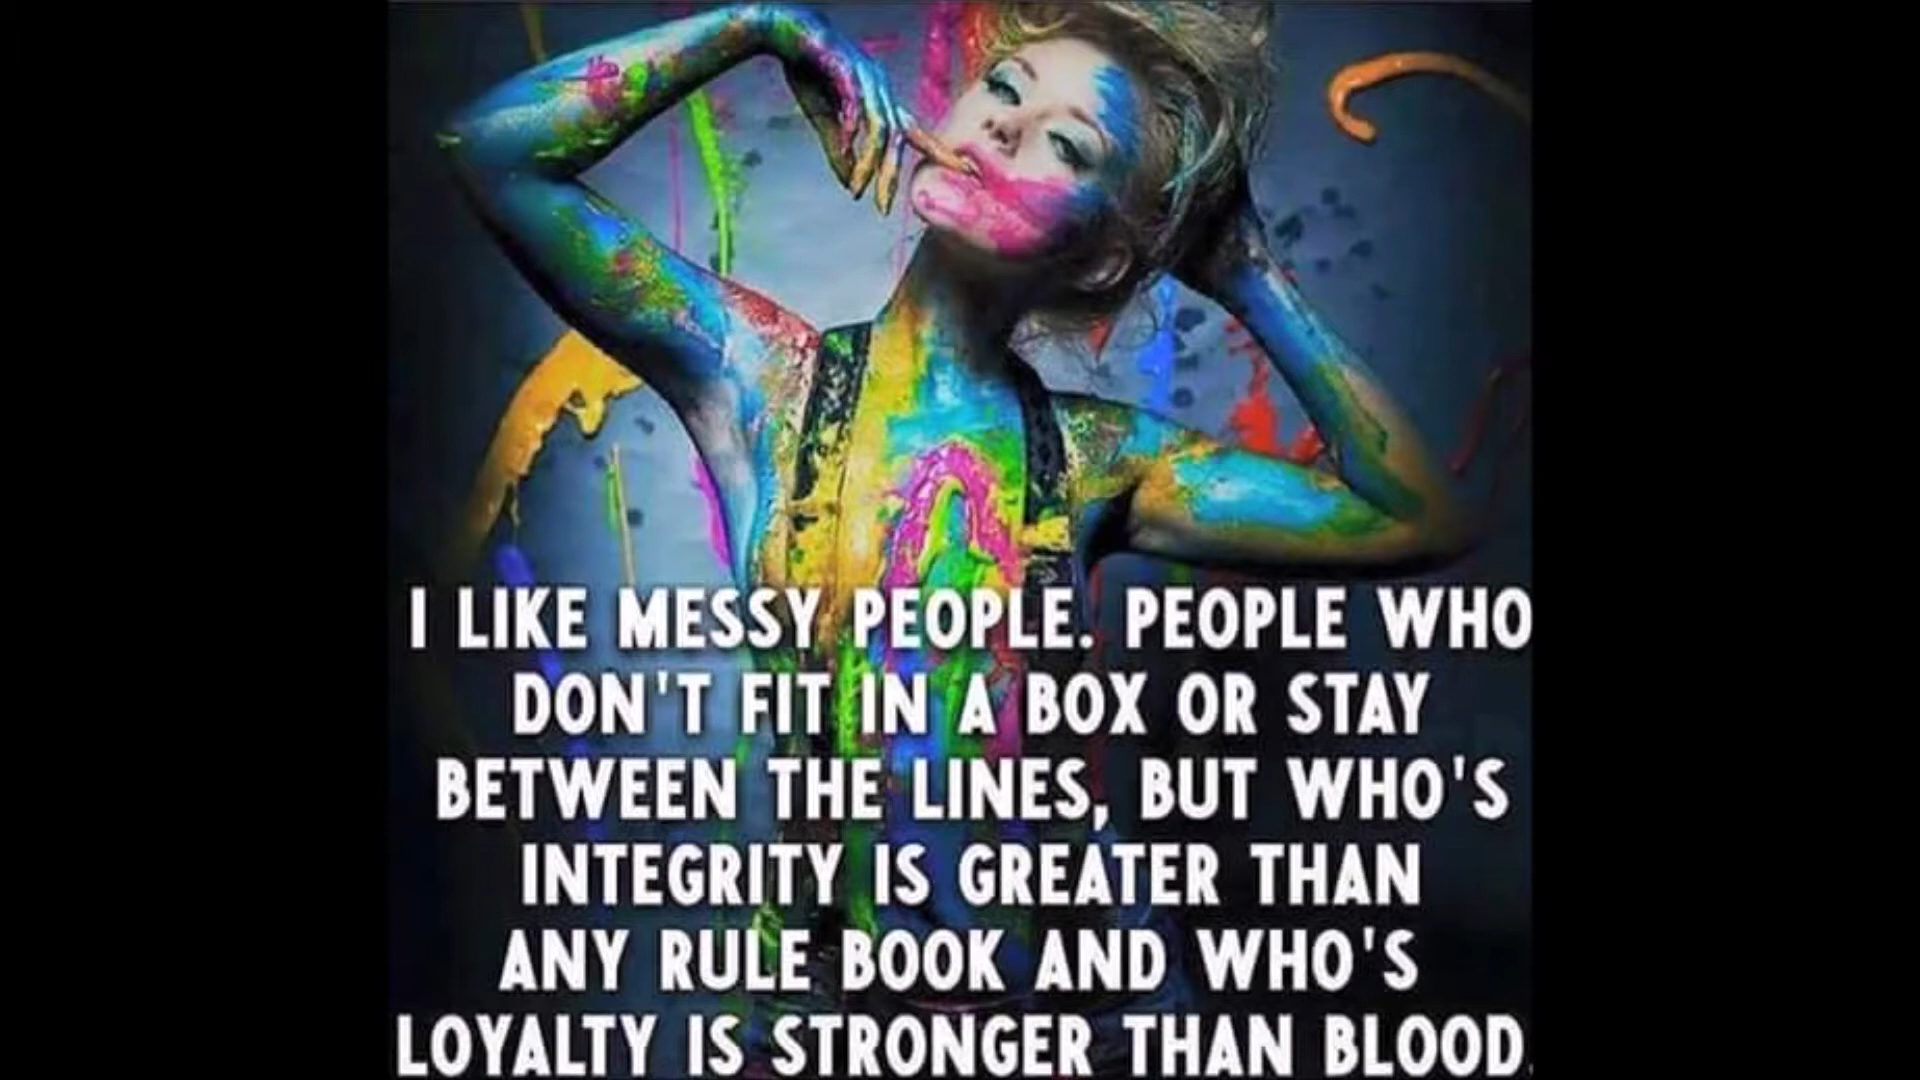 I LIKE MESSY PEOPLE. PEOPLE WHO
DON'T FIT IN A BOX OR STAY
BETWEEN THE LINES, BUT WHO'S
INTEGRITY IS GREATER THAN
ANY RULE BOOK AND WHO'S
LOYALTY IS STRONGER THAN BLOOD.